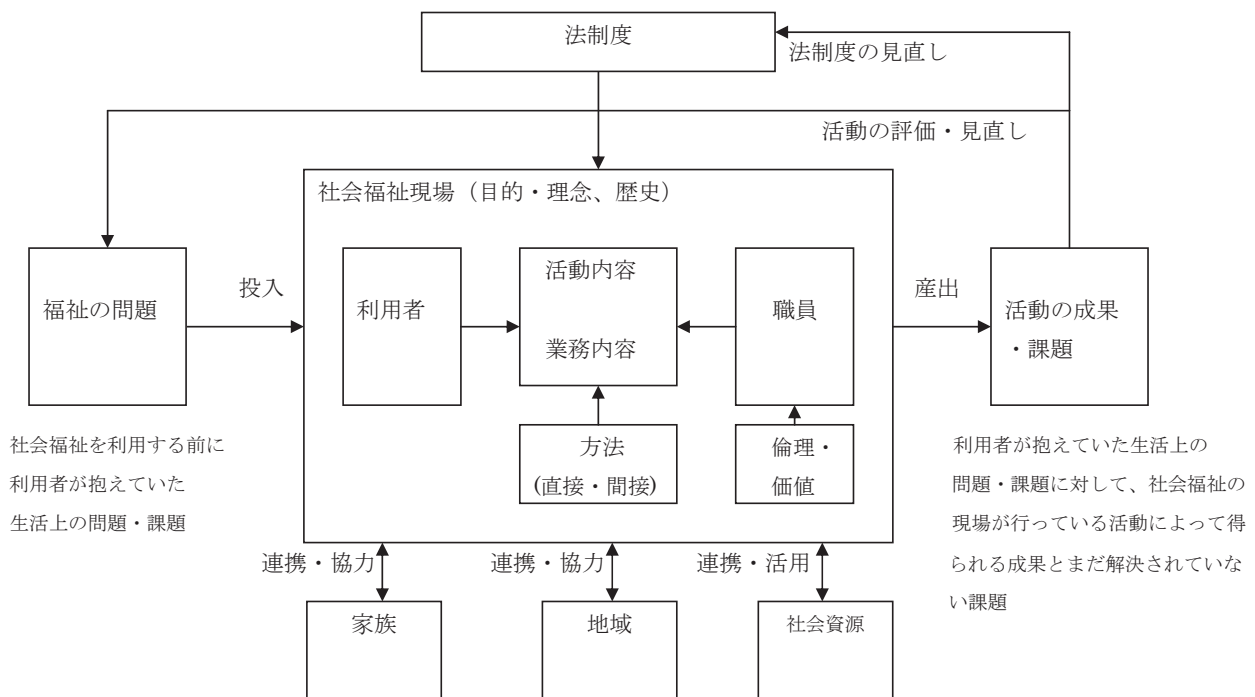 法制度
法制度の見直し
活動の評価・見直し
社会福祉現場（目的・理念、歴史）
福祉の問題
投入
利用者
活動内容
業務内容
職員
産出
活動の成果
・課題
方法
(直接・間接)
倫理・
価値
社会福祉を利用する前に
利用者が抱えていた
生活上の問題・課題
利用者が抱えていた生活上の
問題・課題に対して、社会福祉の
現場が行っている活動によって得
られる成果とまだ解決されていな
い課題
連携・協力
連携・協力
連携・活用
家族
地域
社会資源